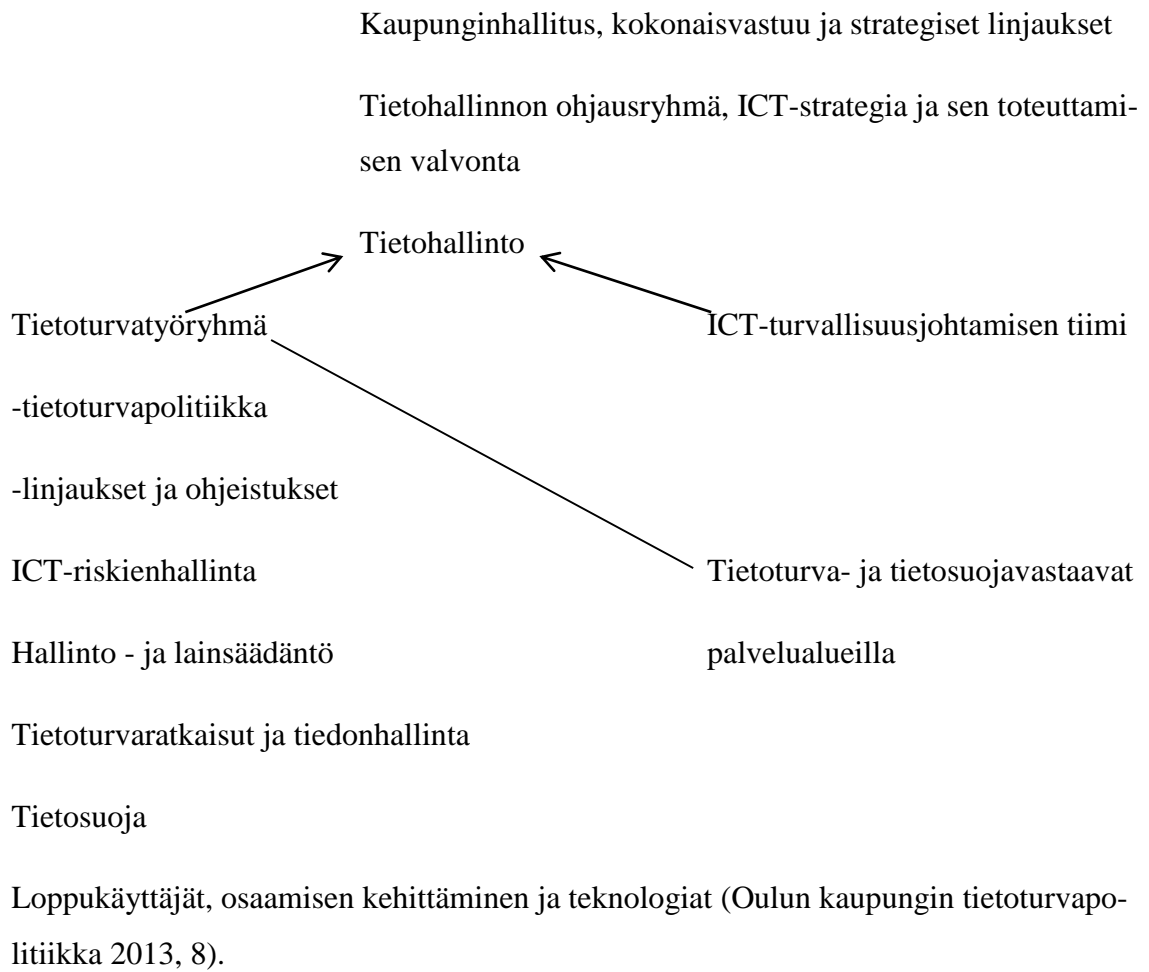 Kaupunginhallitus, kokonaisvastuu ja strategiset linjaukset
Tietohallinnon ohjausryhmä, ICT-strategia ja sen toteuttami-
sen valvonta
Tietohallinto
Tietoturvatyöryhmä
ICT-turvallisuusjohtamisen tiimi
-tietoturvapolitiikka
-linjaukset ja ohjeistukset
ICT-riskienhallinta
Tietoturva- ja tietosuojavastaavat
Hallinto - ja lainsäädäntö
palvelualueilla
Tietoturvaratkaisut ja tiedonhallinta
Tietosuoja
Loppukäyttäjät, osaamisen kehittäminen ja teknologiat (Oulun kaupungin tietoturvapo-
litiikka 2013, 8).